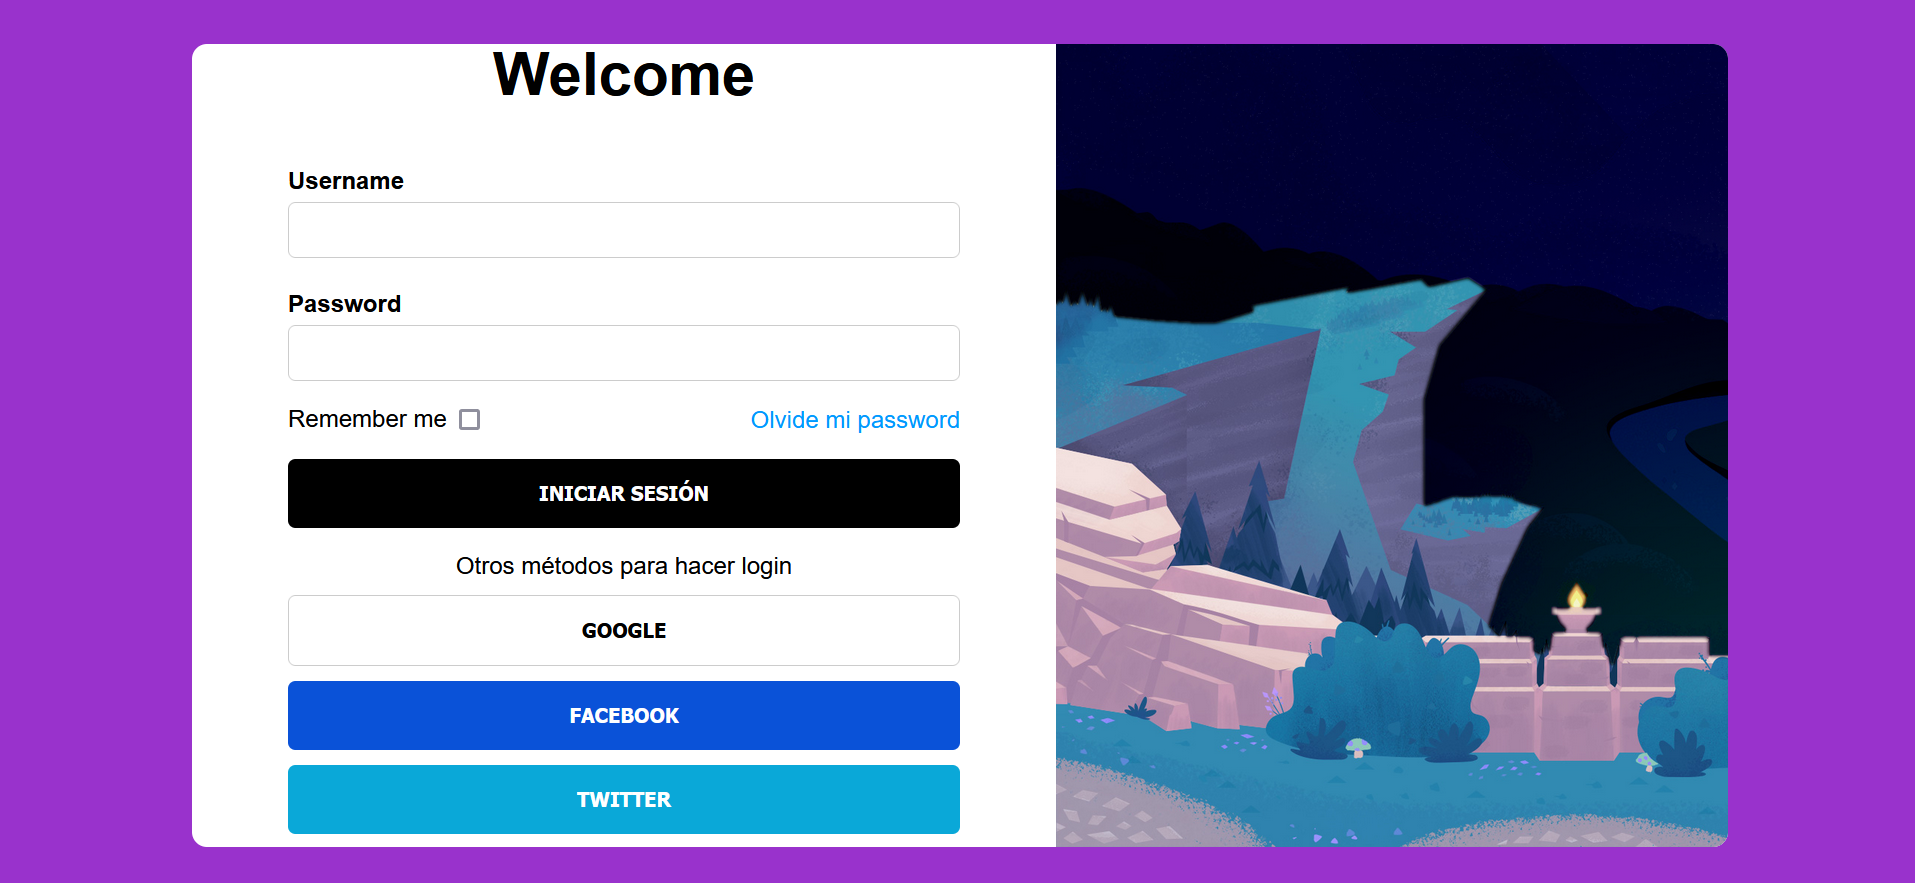 Welcome
Username
Password
Remember me
Olvide mi password
INICIAR SESIÓN
Otros métodos para hacer login
GOOGLE
FACEBOOK
TWITTER